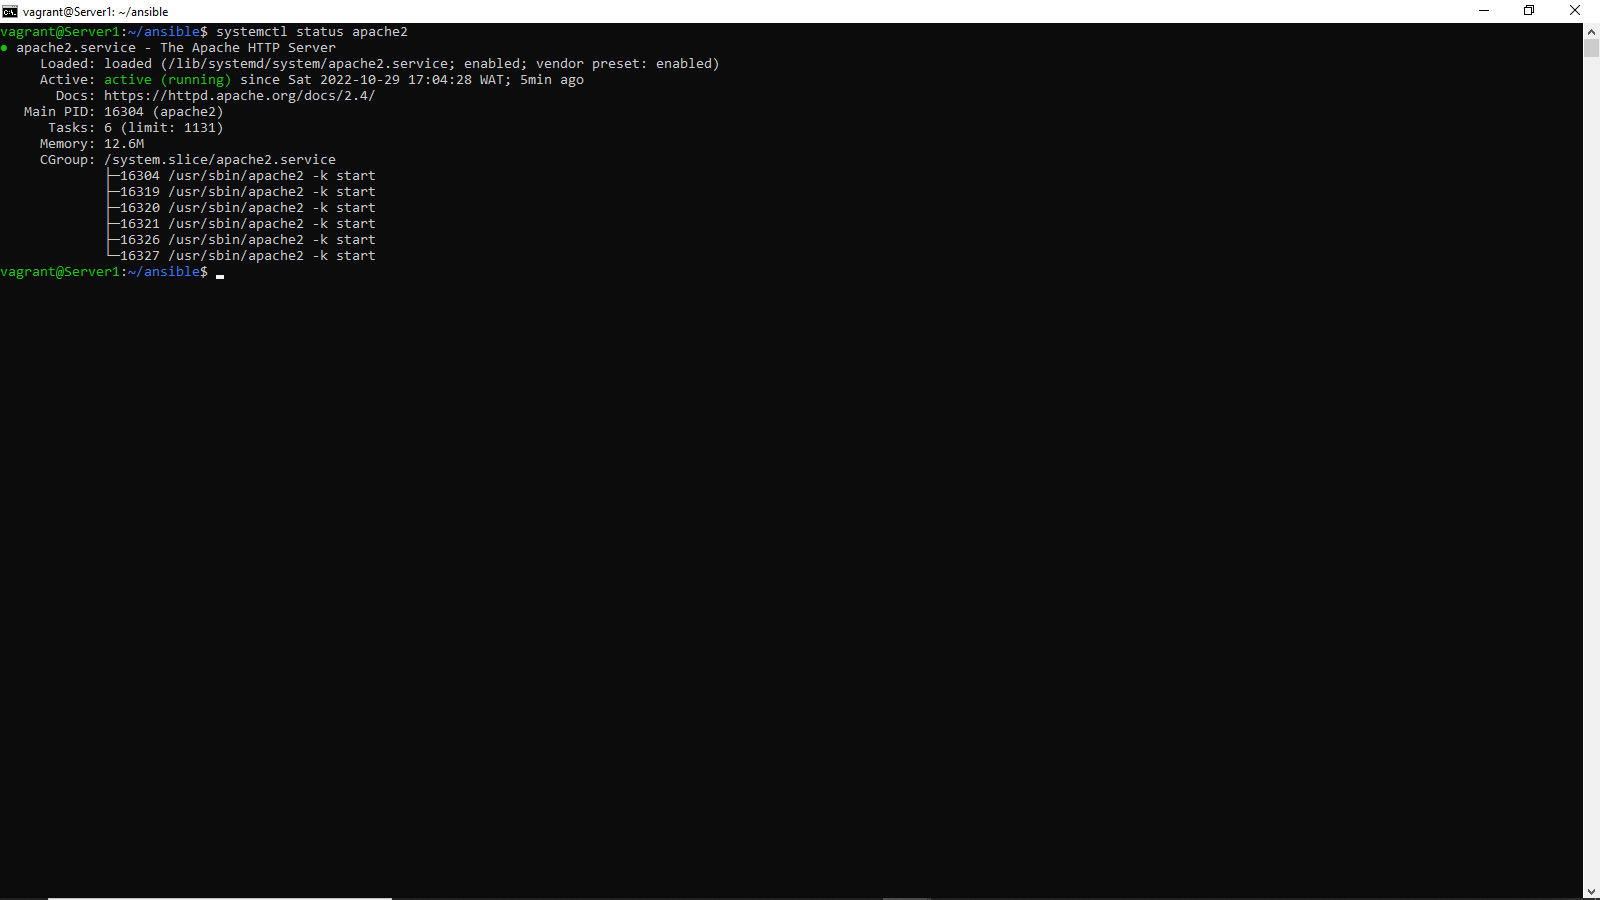 vagrant@Server1: ~/ansible
vagrant@Server1:~/ansible$ systemctl status apache2
● apache2.service - The Apache HTTP Server
     Loaded: loaded (/lib/systemd/system/apache2.service; enabled; vendor preset: enabled)
     Active: active (running) since Sat 2022-10-29 17:04:28 WAT; 5min ago
       Docs: https://httpd.apache.org/docs/2.4/
   Main PID: 16304 (apache2)
      Tasks: 6 (limit: 1131)
     Memory: 12.6M
     CGroup: /system.slice/apache2.service
             ├─16304 /usr/sbin/apache2 -k start
             ├─16319 /usr/sbin/apache2 -k start
             ├─16320 /usr/sbin/apache2 -k start
             ├─16321 /usr/sbin/apache2 -k start
             ├─16326 /usr/sbin/apache2 -k start
             └─16327 /usr/sbin/apache2 -k start
vagrant@Server1:~/ansible$